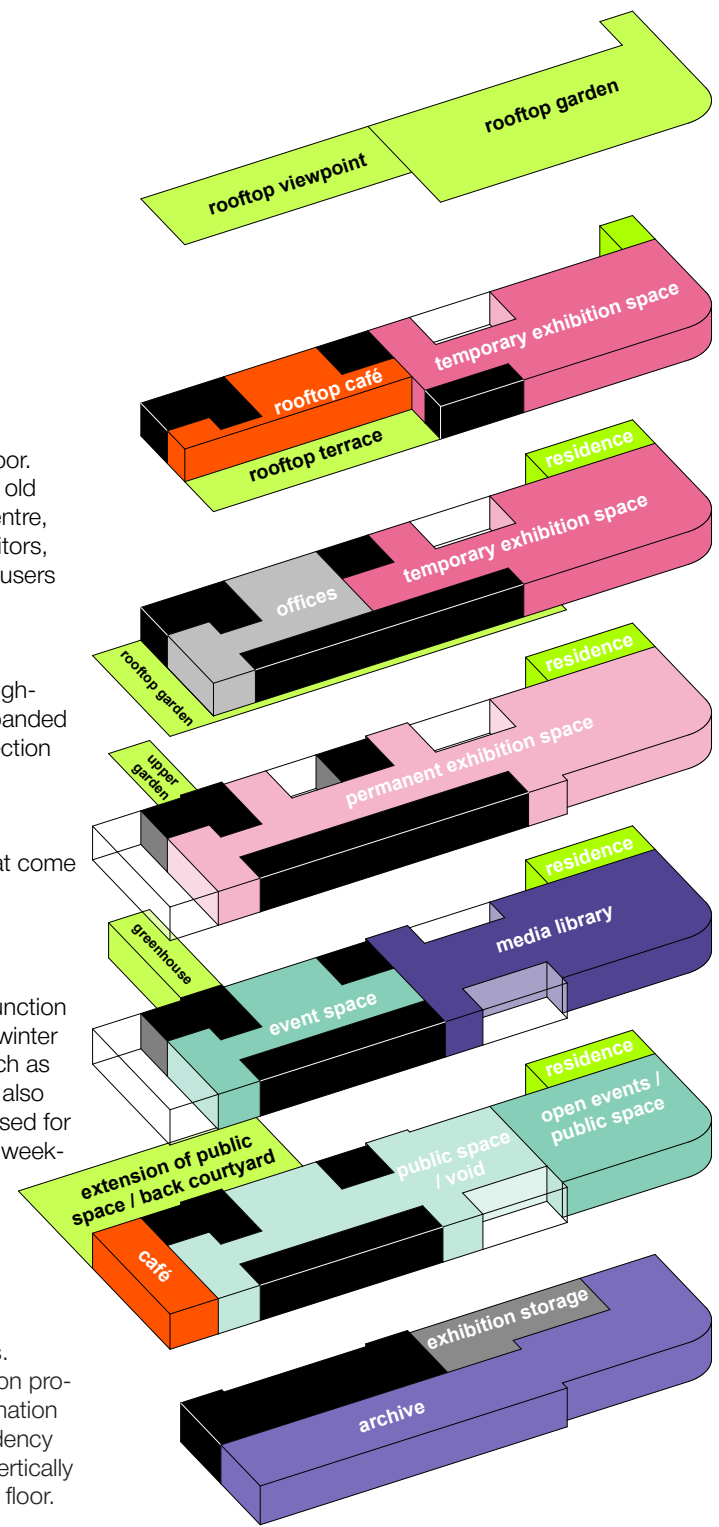 rooftop garden
rooftop viewpoint
temporary exhibition space
rooftop café
rooftop terrace
residence
temporary exhibition space
offices
rooftop garden
residence
permanent exhibition space
upper
garden
residence
media library
greenhouse
event space
residence
open events /
public space
public space
/ void
extension of public
space / back courtyard
café
exhibition storage
archive
oor.
old
entre,
itors,
users
igh-
panded
ection
at come
unction
winter
ch as
also
sed for
week-
s.
on pro-
nation
dency
ertically
floor.